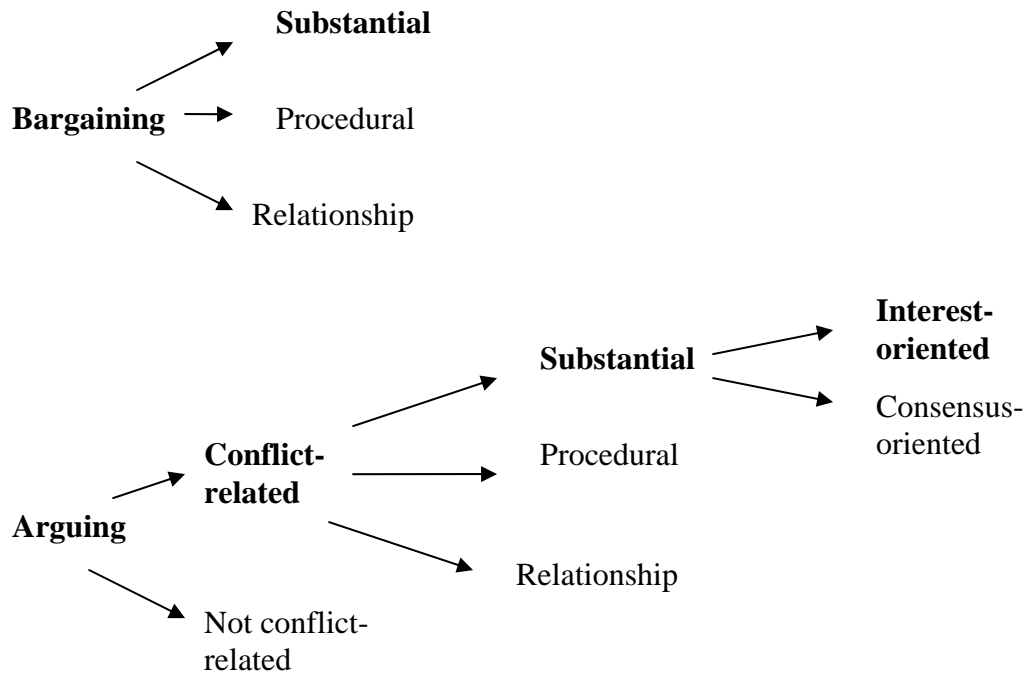 Substantial
Bargaining
Procedural
Relationship
Interest-
oriented
Substantial
Consensus-
oriented
Conflict-
related
Procedural
Arguing
Relationship
Not conflict-
related